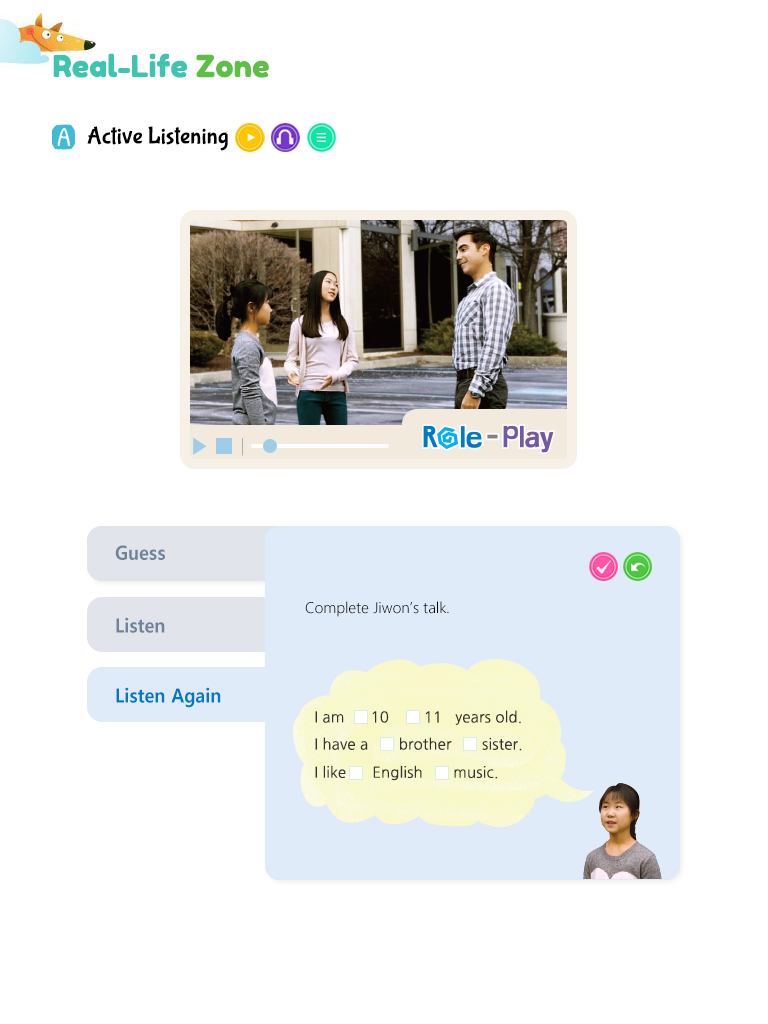 Real-Life Zone
A Active Listening
Role-Play
Guess
Listen
Listen Again
Complete Jiwon's talk.
I am 10 11 years old.
I have a brother sister.
I like English music.